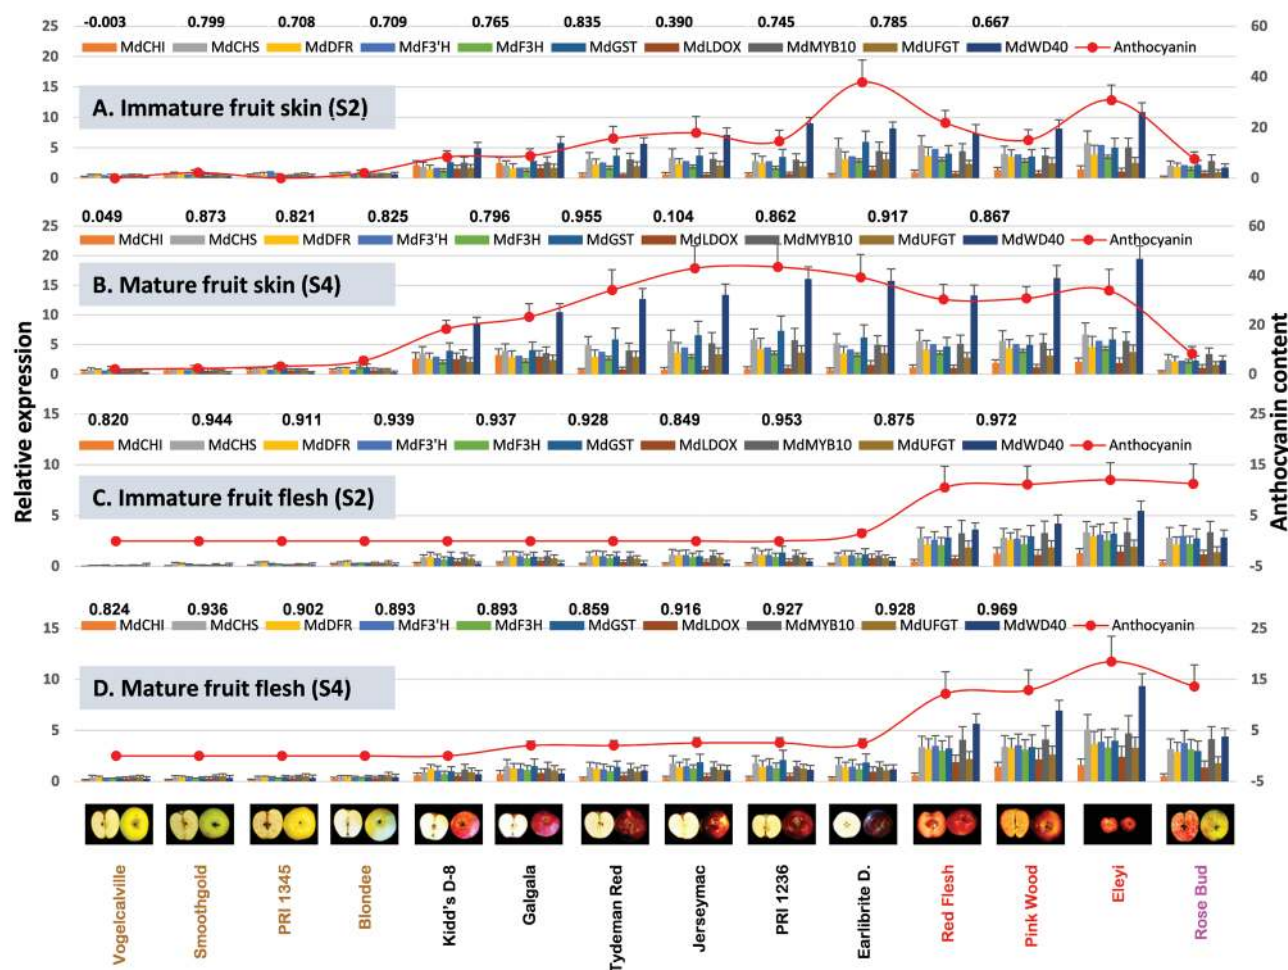 -0.003 0.799 0.708 0.709 0.765 0.835 0.390 0.745 0.785 0.667
25 60
20 MdCHI MdCHS MdDFR MdF3'H MdF3H MdGST MdLDOX MdMYB10 MdUFGT MdWD40 Anthocyanin
15 40
A. Immature fruit skin (S2)
10 20
5
0 0
0.049 0.873 0.821 0.825 0.796 0.955 0.104 0.862 0.917 0.867
25 60
MdCHI MdCHS MdDFR MdF3'H MdF3H MdGST MdLDOX MdMYB10 MdUFGT MdWD40 Anthocyanin
20 40
B. Mature fruit skin (S4)
15
10 20
5
0 0
Relative expression
Anthocyanin content
15 25
0.820 0.944 0.911 0.939 0.937 0.928 0.849 0.953 0.875 0.972
MdCHI MdCHS MdDFR MdF3'H MdF3H MdGST MdLDOX MdMYB10 MdUFGT MdWD40 Anthocyanin
10 15
C. Immature fruit flesh (S2)
5 5
0 -5
0.824 0.936 0.902 0.893 0.893 0.859 0.916 0.927 0.928 0.969
15 25
MdCHI MdCHS MdDFR MdF3'H MdF3H MdGST MdLDOX MdMYB10 MdUFGT MdWD40 Anthocyanin
10 15
D. Mature fruit flesh (S4)
5 5
0 -5
Vogelcalville
Smoothgold
PRI 1345
Blondee
Kidd's D-8
Galgala
Tydeman Red
Jerseymac
PRI 1236
Earlibrite D.
Red Flesh
Pink Wood
Eleyi
Rose Bud